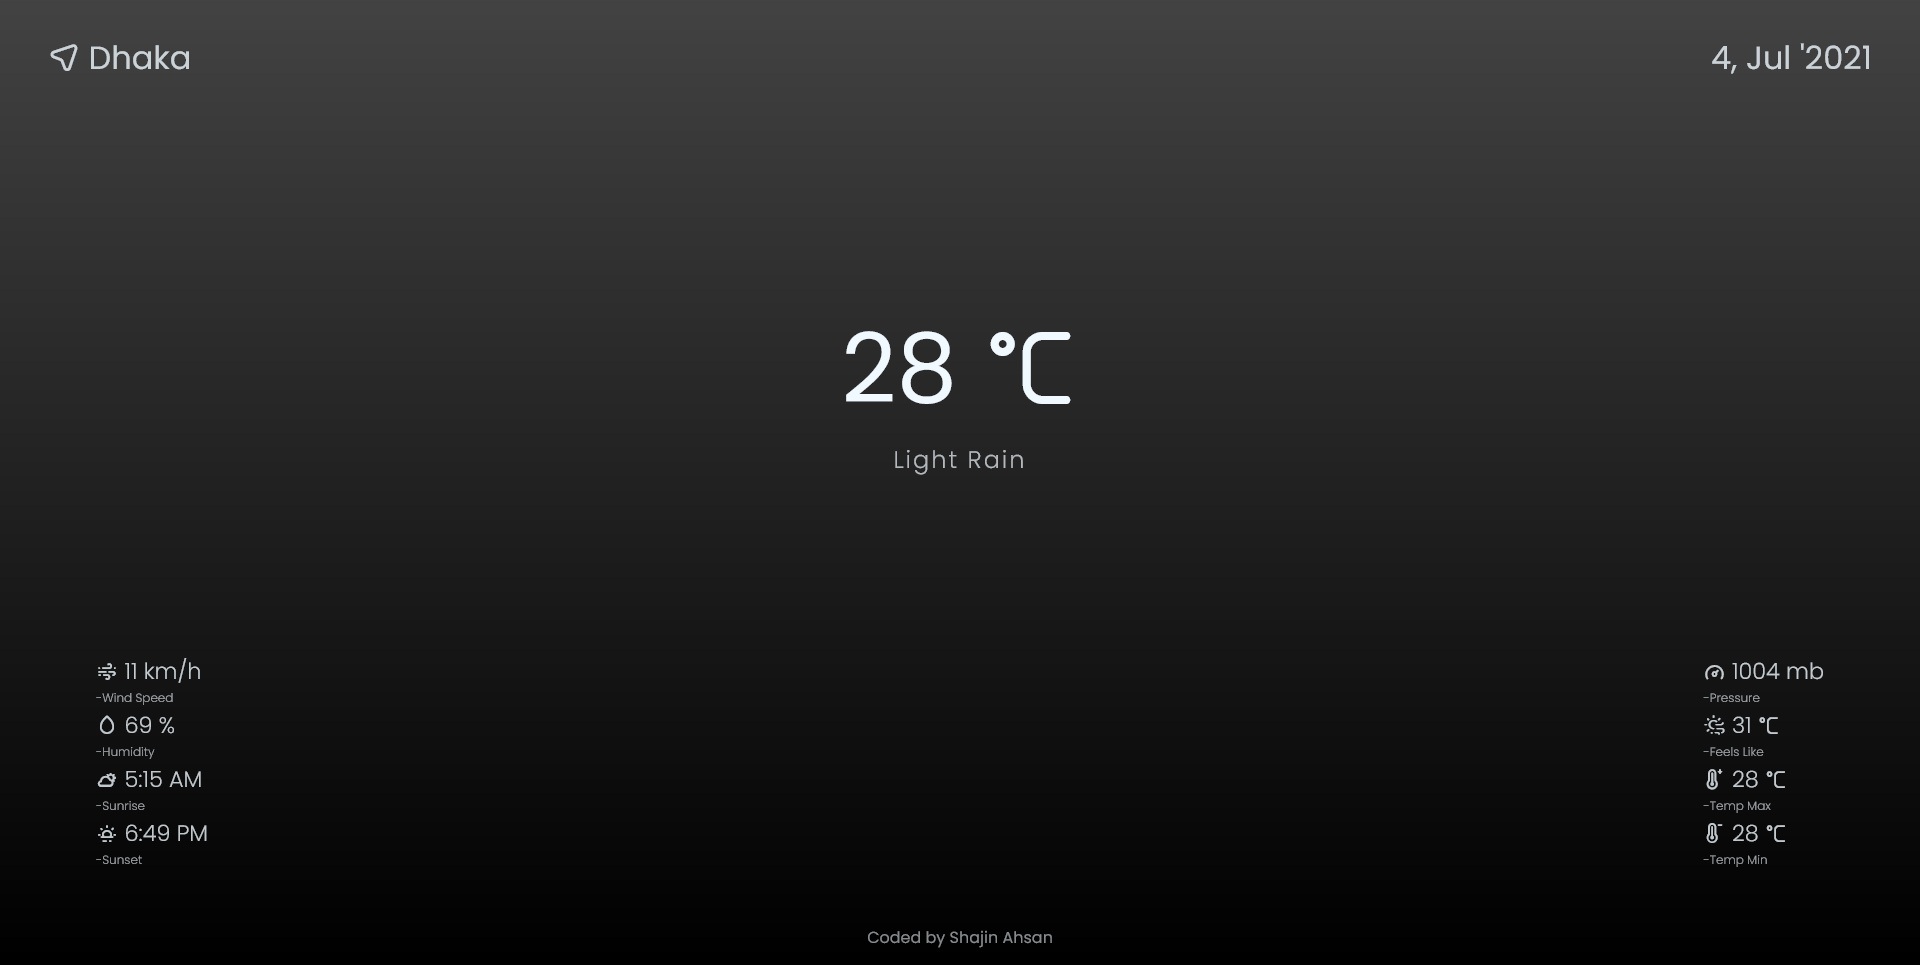 Dhaka
4, Jul '2021
28 °C
Light Rain
11 km/h
-Wind Speed
69 %
-Humidity
5:15 AM
-Sunrise
6:49 PM
-Sunset
1004 mb
-Pressure
31 °C
-Feels Like
28 °C
-Temp Max
28 °C
-Temp Min
Coded by Shajin Ahsan